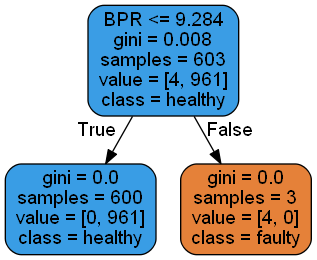 BPR <= 9.284
gini = 0.008
samples = 603
value = [4, 961]
class = healthy
True
False
gini = 0.0
samples = 600
value = [0, 961]
class = healthy
gini = 0.0
samples = 3
value = [4, 0]
class = faulty